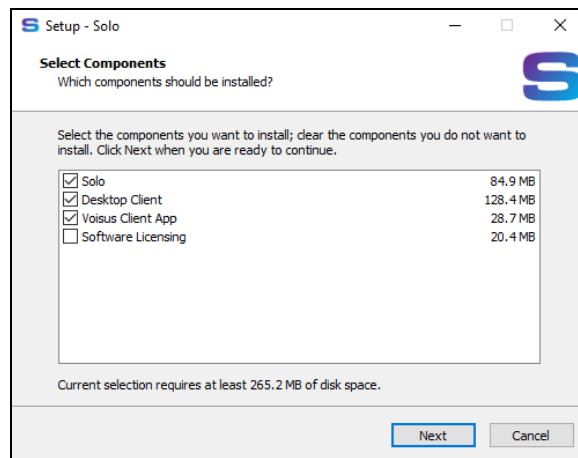 Setup - Solo
Select Components
Which components should be installed?
Select the components you want to install; clear the components you do not want to
install. Click Next when you are ready to continue.
Solo 84.9 MB
Desktop Client 128.4 MB
Voisus Client App 28.7 MB
Software Licensing 20.4 MB
Current selection requires at least 265.2 MB of disk space.
Next Cancel